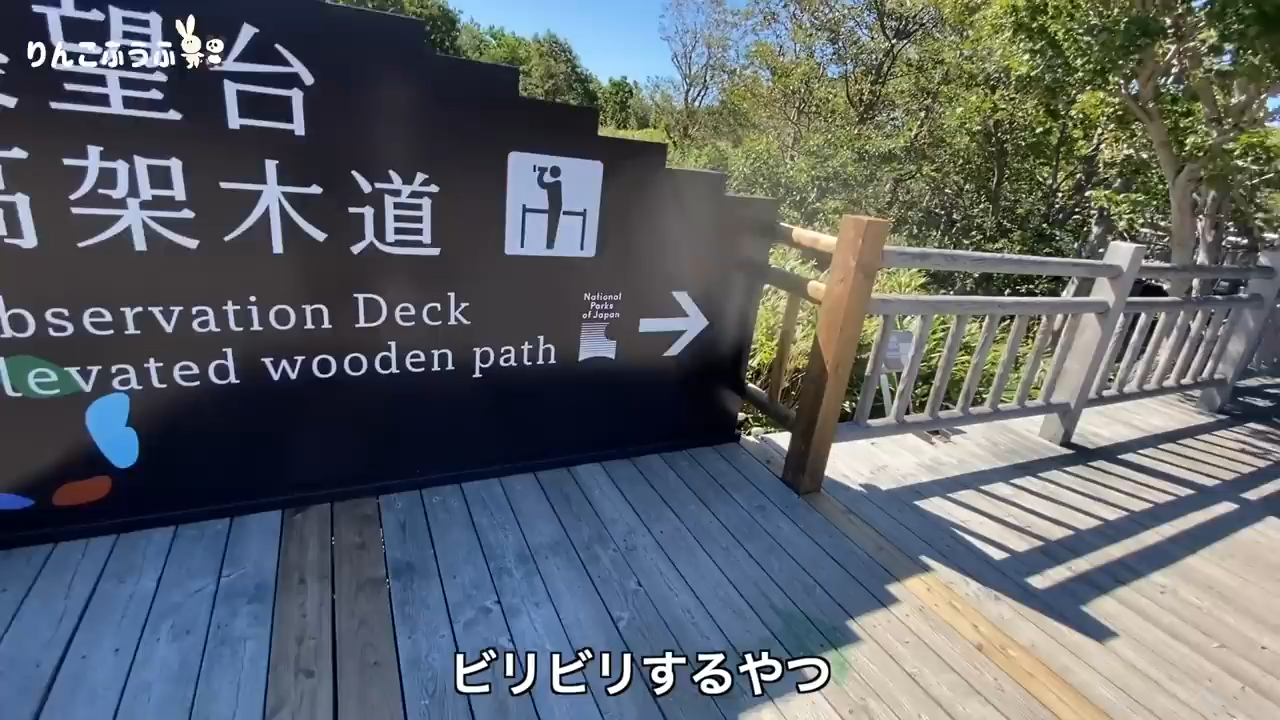 りんごふうふ
望台
高架木道
bservation Deck
levated wooden path
National
Parks
of Japan
ビリビリするやつ